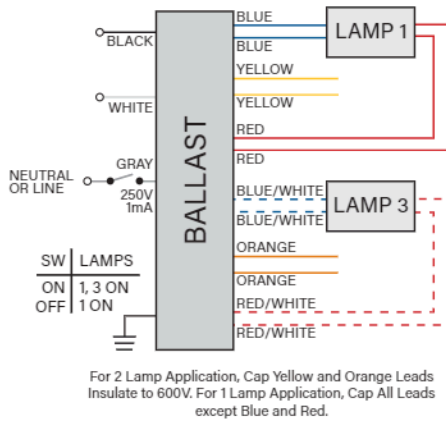 BLUE
LAMP 1
BLACK
BLUE
YELLOW
WHITE
YELLOW
RED
BALLAST
GRAY
RED
NEUTRAL
OR LINE
250V
1mA
BLUE/WHITE
LAMP 3
BLUE/WHITE
ORANGE
SW LAMPS
ON 1, 3 ON
OFF 1 ON
ORANGE
RED/WHITE
RED/WHITE
For 2 Lamp Application, Cap Yellow and Orange Leads
Insulate to 600V. For 1 Lamp Application, Cap All Leads
except Blue and Red.